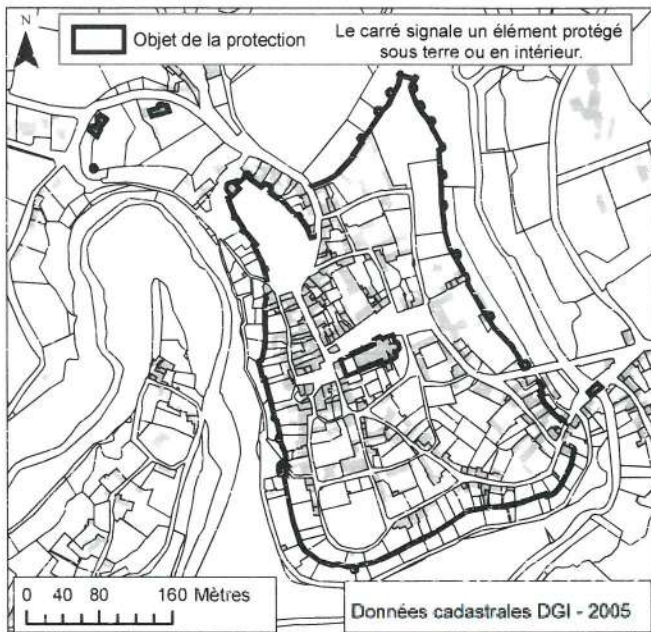 N
Objet de la protection
Le carré signale un élément protégé
sous terre ou en intérieur.
0 40 80 160 Mètres
Données cadastrales DGI - 2005